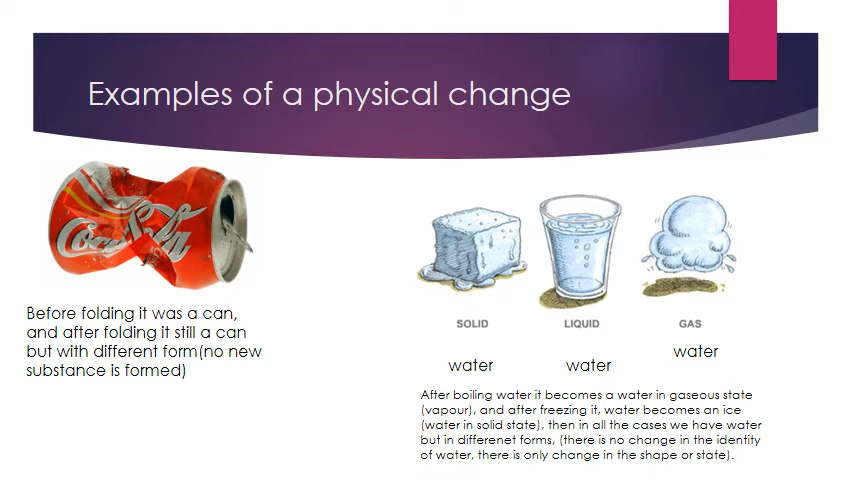 Examples of a physical change
Coca-Cola
Before folding it was a can,
and after folding it still a can
but with different form(no new
substance is formed)
SOLID LIQUID GAS
water water water
After boiling water it becomes a water in gaseous state
(vapour), and after freezing it, water becomes an ice
(water in solid state), then in all the cases we have water
but in differenet forms, (there is no change in the identity
of water, there is only change in the shape or state).